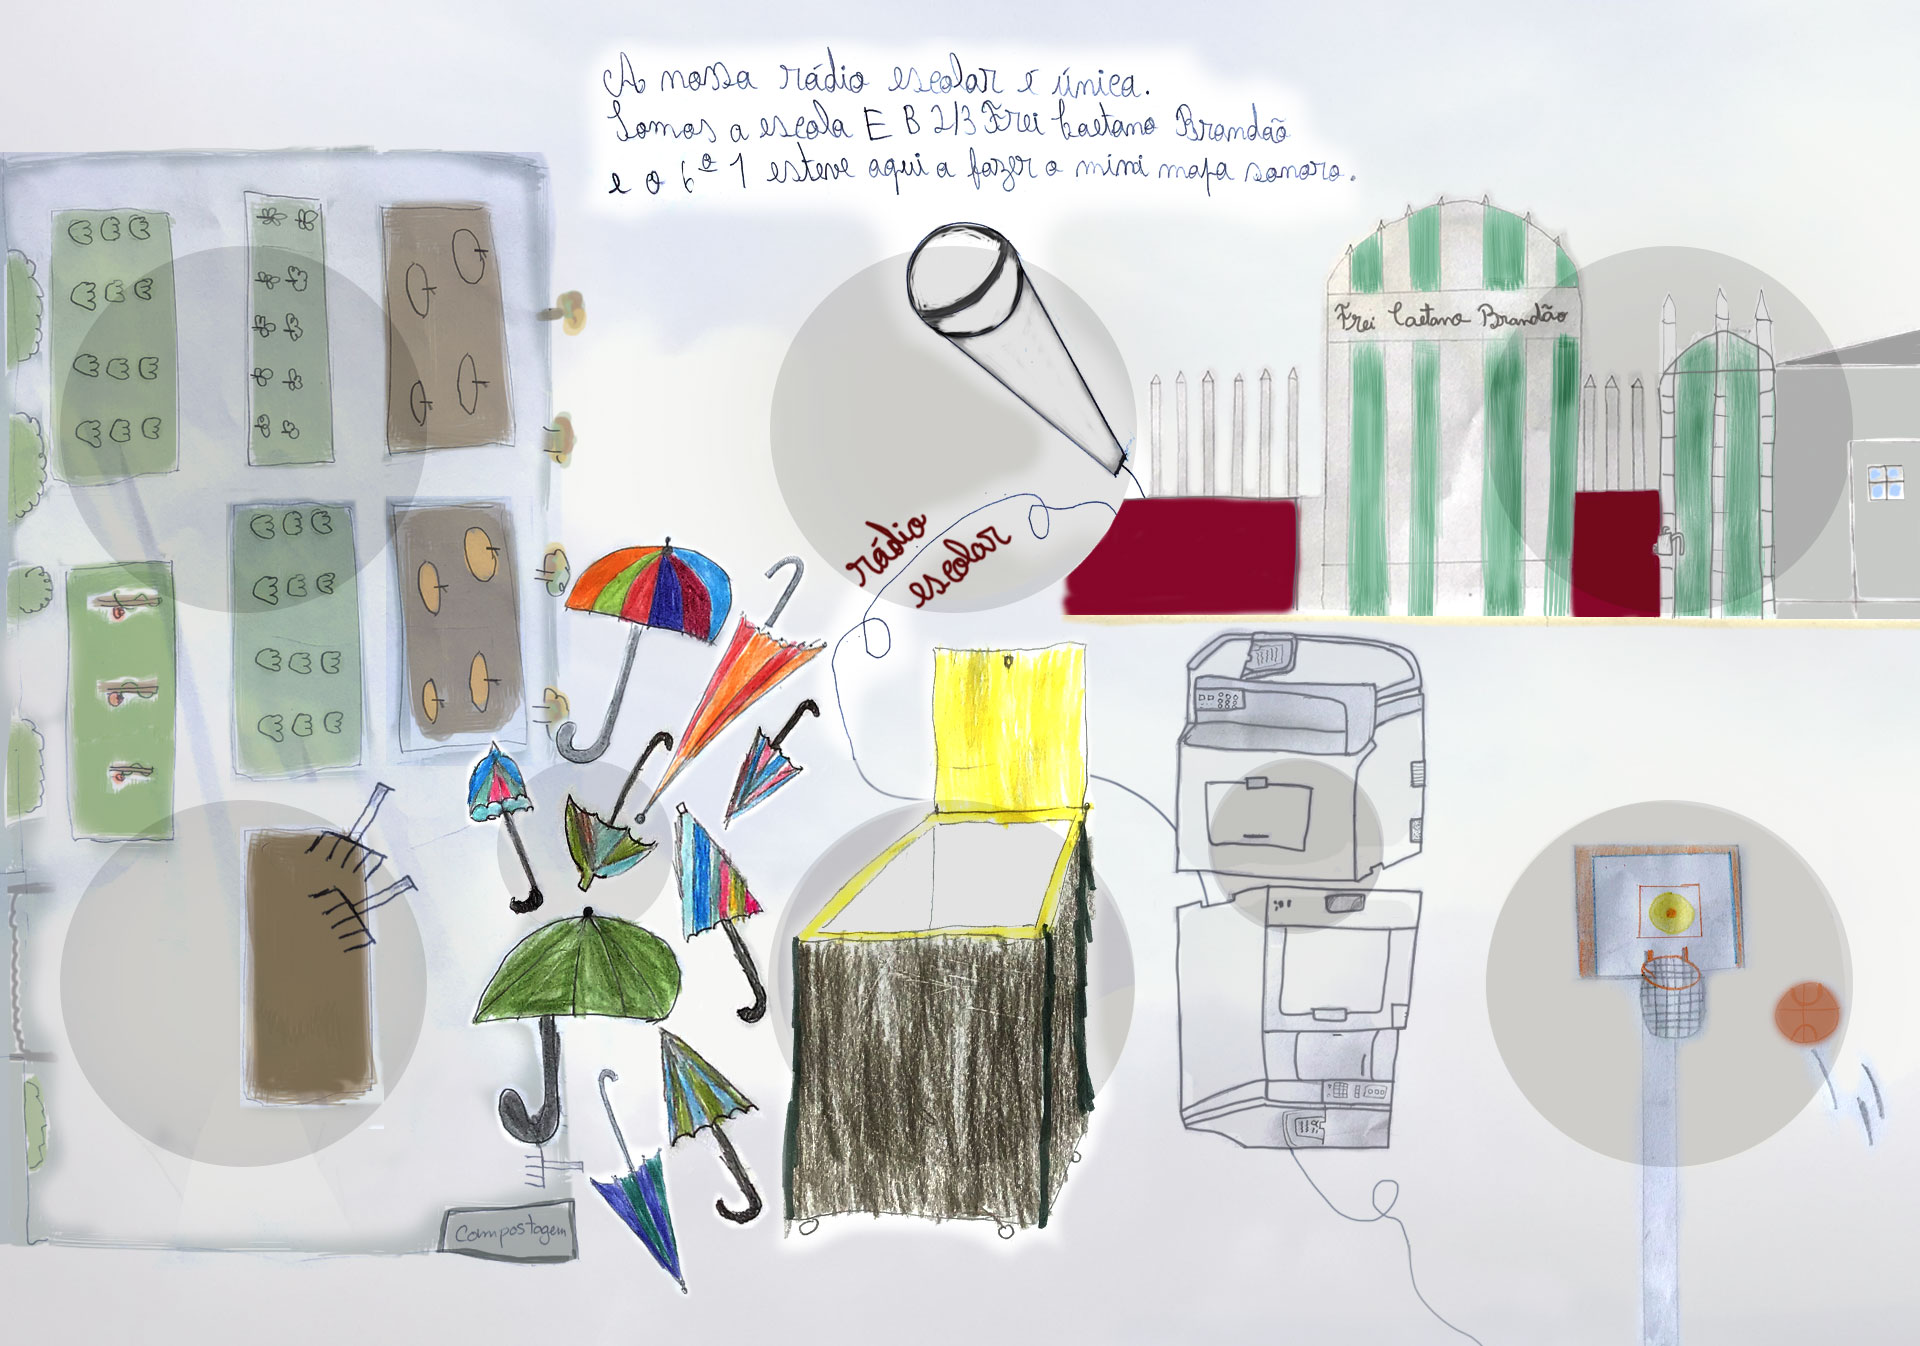 A nossa rádio escolar é única.
Somos a escola E B 2/3 Frei Caetano Brandão
e o 6º 1 esteve aqui a fazer o mini mapa sonoro.
Frei Caetano Brandão
rádio
escolar
Compostagem